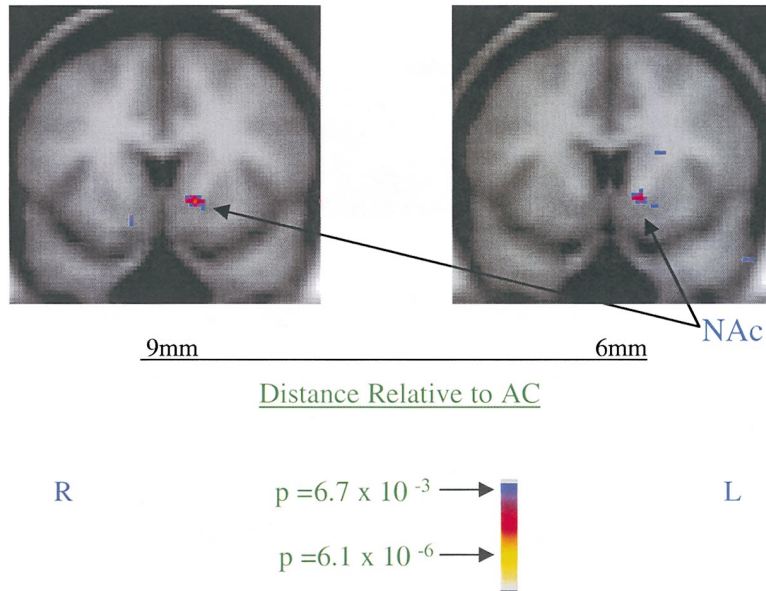 NAc
9mm 6mm
Distance Relative to AC
R L
p =6.7 x 10 -3
p =6.1 x 10 -6